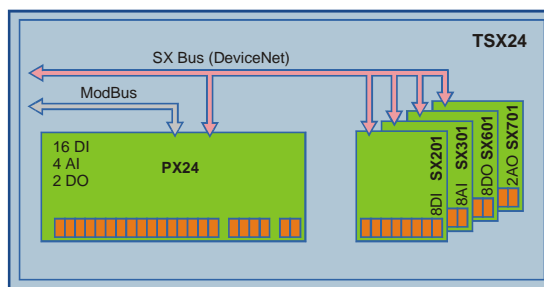 TSX24
SX Bus (DeviceNet)
ModBus
16 DI
4 AI
2 DO
PX24
8DI SX201
8AI SX301
8DO SX601
2AO SX701